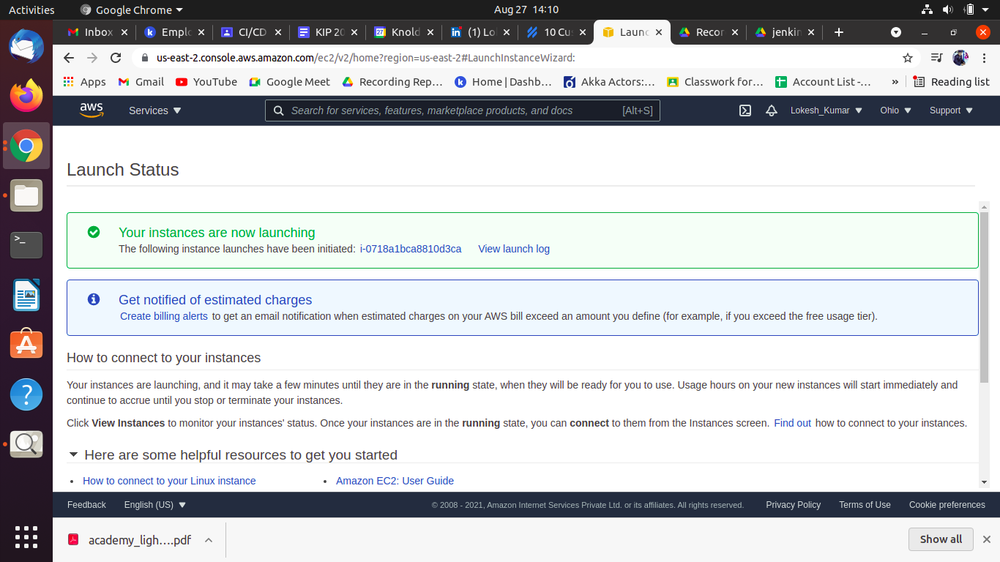 Activities Google Chrome Aug 27 14:10
Inbox Emplo CI/CD KIP 20 Knold (1) Lo 10 Cus Launc Recor jenkin
us-east-2.console.aws.amazon.com/ec2/v2/home?region=us-east-2#LaunchInstanceWizard:
Apps Gmail YouTube Google Meet Recording Rep… Home | Dashb… Akka Actors:… Classwork for… Account List -… » Reading list
aws Services Search for services, features, marketplace products, and docs [Alt+S] Lokesh_Kumar Ohio Support
Launch Status
Your instances are now launching
The following instance launches have been initiated: i-0718a1bca8810d3ca View launch log
Get notified of estimated charges
Create billing alerts to get an email notification when estimated charges on your AWS bill exceed an amount you define (for example, if you exceed the free usage tier).
How to connect to your instances
Your instances are launching, and it may take a few minutes until they are in the running state, when they will be ready for you to use. Usage hours on your new instances will start immediately and
continue to accrue until you stop or terminate your instances.
Click View Instances to monitor your instances' status. Once your instances are in the running state, you can connect to them from the Instances screen. Find out how to connect to your instances.
Here are some helpful resources to get you started
• How to connect to your Linux instance • Amazon EC2: User Guide
Feedback English (US) © 2008 - 2021, Amazon Internet Services Private Ltd. or its affiliates. All rights reserved. Privacy Policy Terms of Use Cookie preferences
academy_ligh….pdf Show all